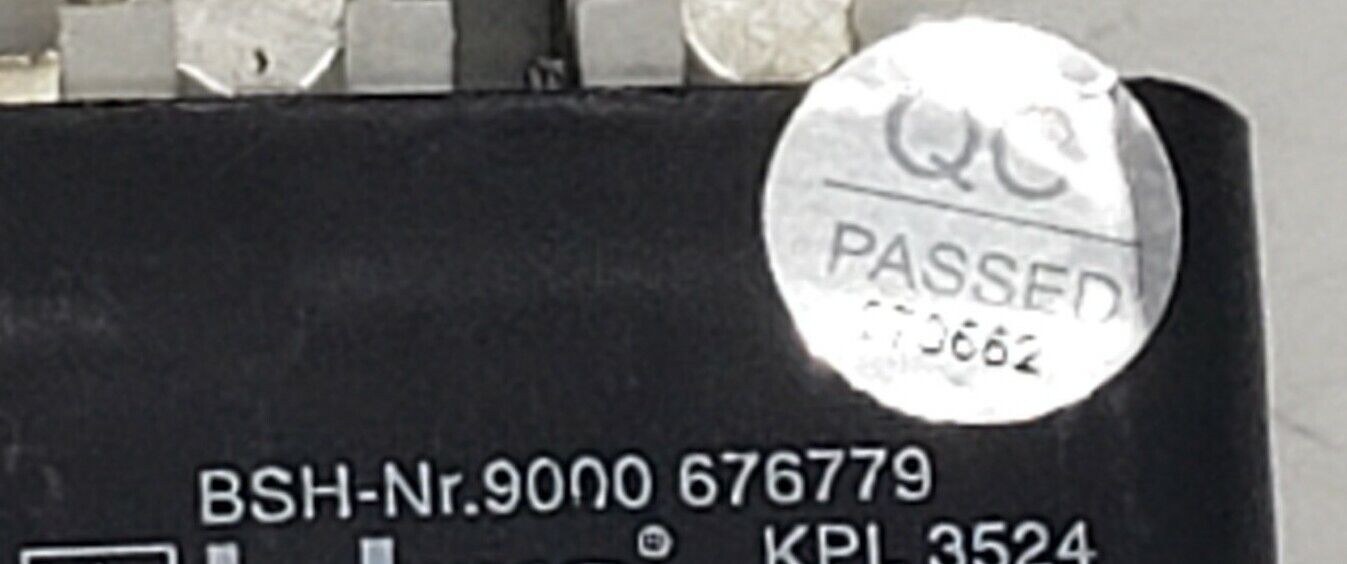 QC
PASSED
BSH-Nr.9000 676779
KPL 3524